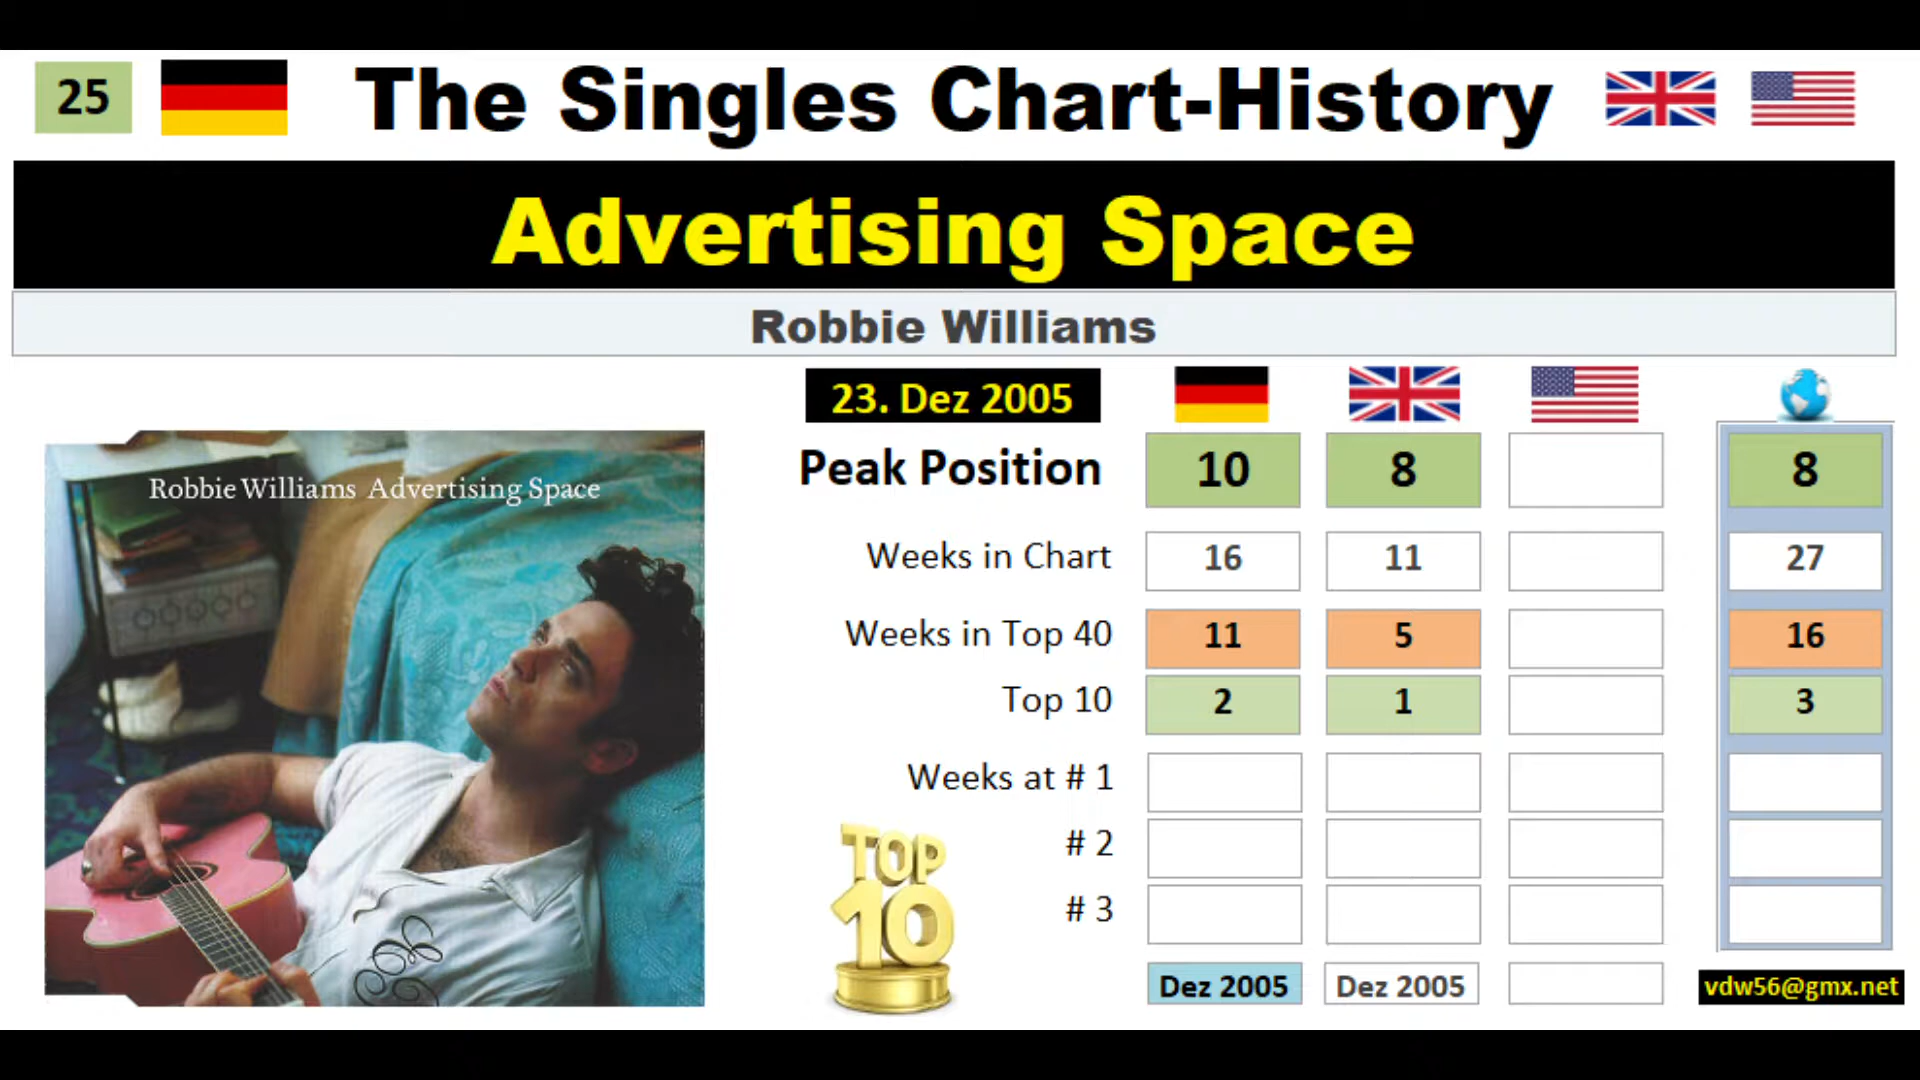 25 The Singles Chart-History
Advertising Space
Robbie Williams
23. Dez 2005
Robbie Williams Advertising Space
Peak Position 10 8 8
Weeks in Chart 16 11 27
Weeks in Top 40 11 5 16
Top 10 2 1 3
Weeks at # 1
# 2
# 3
TOP
10
Dez 2005 Dez 2005 vdw56@gmx.net